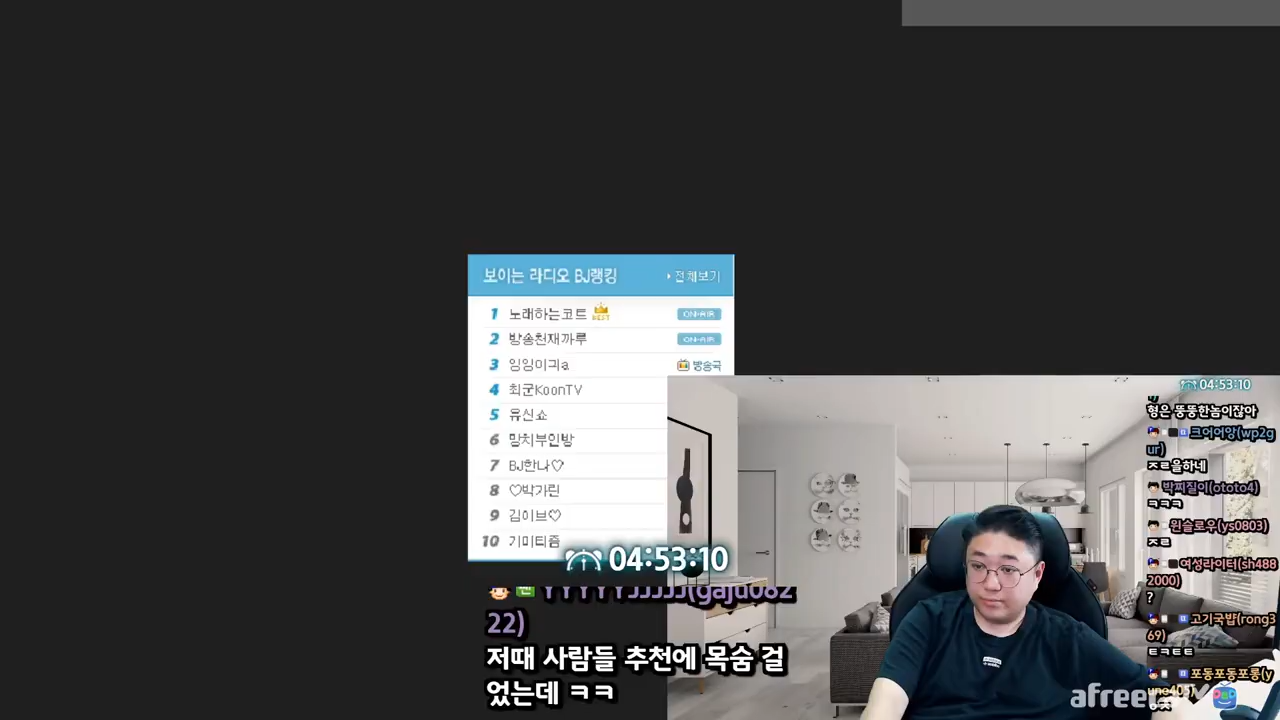 보이는 라디오 BJ랭킹
전체보기
1 노래하는코트 BEST ON-AIR
2 방송천재까루 ON-AIR
3 잉잉이긔a 방송국
4 최군KoonTV
5 유신쇼
6 망치부인방
7 BJ한나♡
8 ♡박가린
9 김이브♡
10 기미티즘
04:53:10
22)
저때 사람들 추천에 목숨 걸
었는데 ㅋㅋ
04:53:10
형은 뚱뚱한놈이잖아
크어어앙(wp2g
ur)
ㅈㄹ을하네
박찌질이(ototo4)
ㅋㅋㅋ
윈슬로우(ys0803)
ㅈㄹ
여성라이터(sh488
2000)
?
고기국밥(rong3
69)
ㅌㅋㅌㅌ
포동포동포롱(y
une405)
afreecaTV